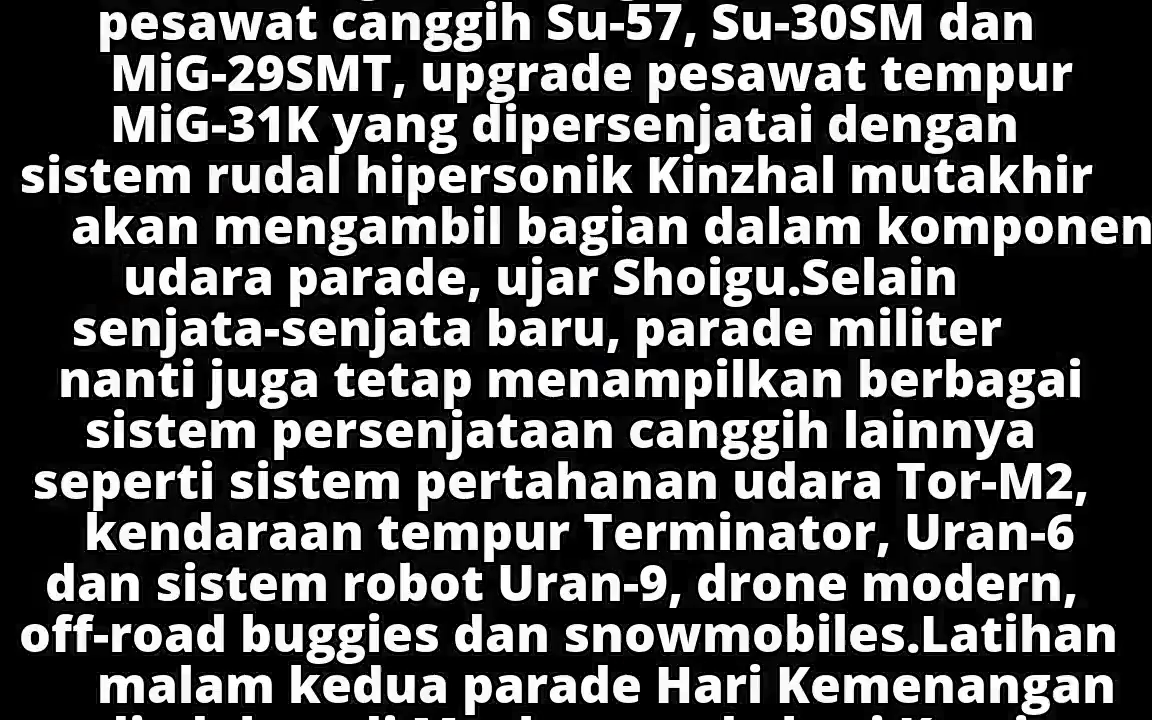 pesawat canggih Su-57, Su-30SM dan
MiG-29SMT, upgrade pesawat tempur
MiG-31K yang dipersenjatai dengan
sistem rudal hipersonik Kinzhal mutakhir
akan mengambil bagian dalam komponen
udara parade, ujar Shoigu.Selain
senjata-senjata baru, parade militer
nanti juga tetap menampilkan berbagai
sistem persenjataan canggih lainnya
seperti sistem pertahanan udara Tor-M2,
kendaraan tempur Terminator, Uran-6
dan sistem robot Uran-9, drone modern,
off-road buggies dan snowmobiles.Latihan
malam kedua parade Hari Kemenangan